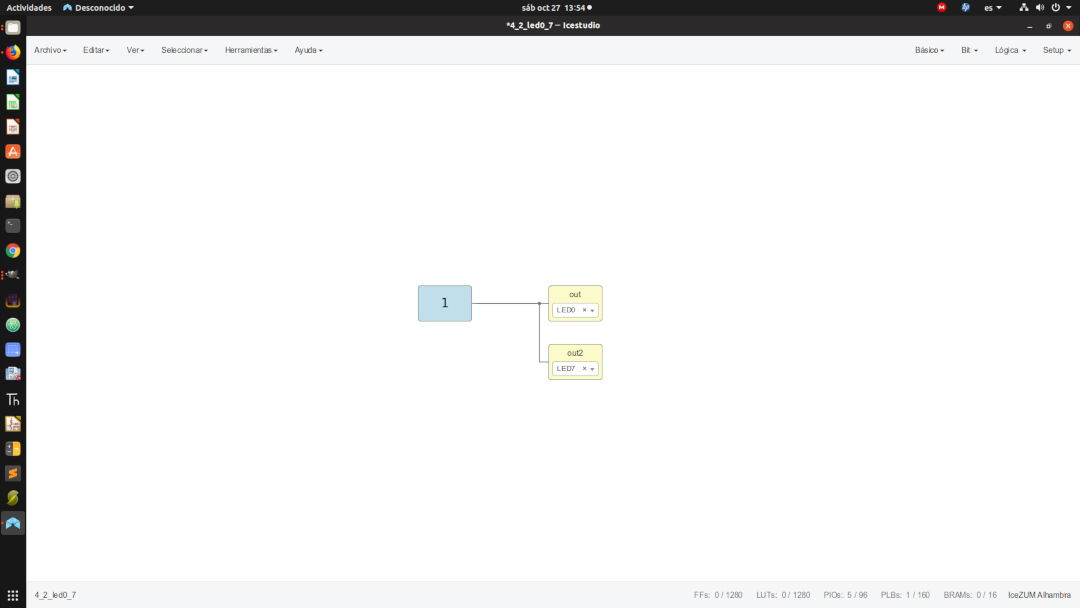 Actividades Desconocido sáb oct 27 13:54 es
*4_2_led0_7 – Icestudio
Archivo Editar Ver Seleccionar Herramientas Ayuda Básico Bit Lógica Setup
1
out
LED0
out2
LED7
4_2_led0_7 FFs: 0 / 1280 LUTs: 0 / 1280 PIOs: 5 / 96 PLBs: 1 / 160 BRAMs: 0 / 16 IceZUM Alhambra
Th